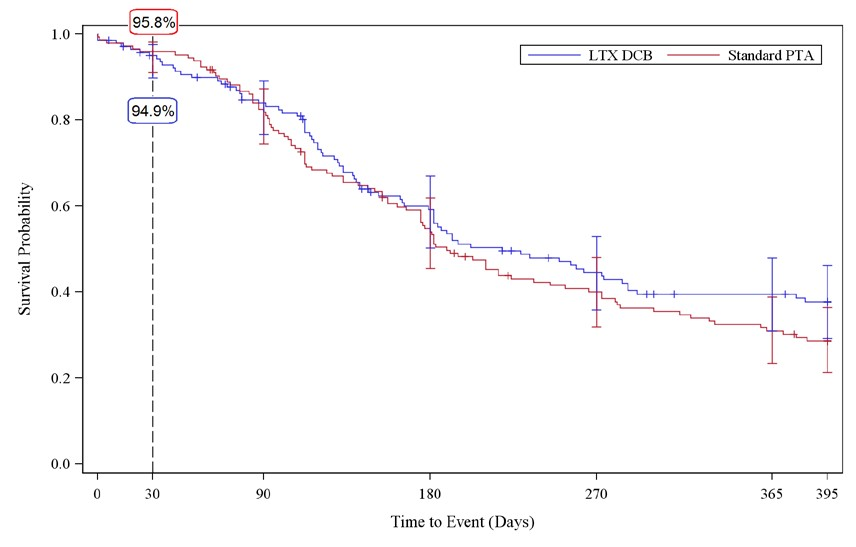 95.8%
1.0
LTX DCB Standard PTA
94.9%
0.8
0.6
0.4
0.2
0.0
Survival Probability
0 30 90 180 270 365 395
Time to Event (Days)